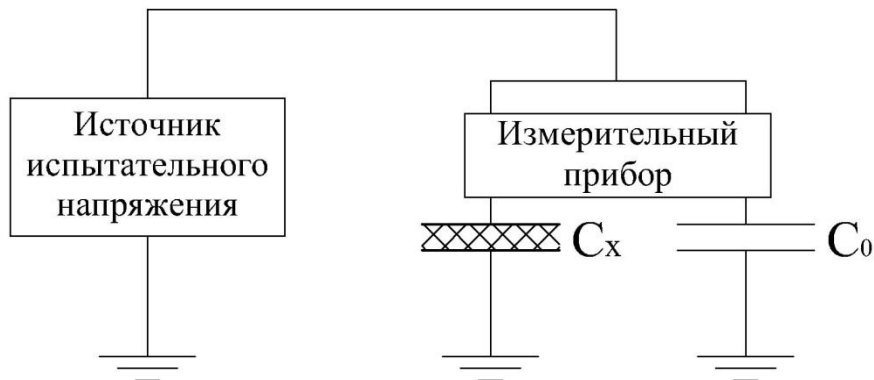 Источник
испытательного
напряжения
Измерительный
прибор
Cx
C0